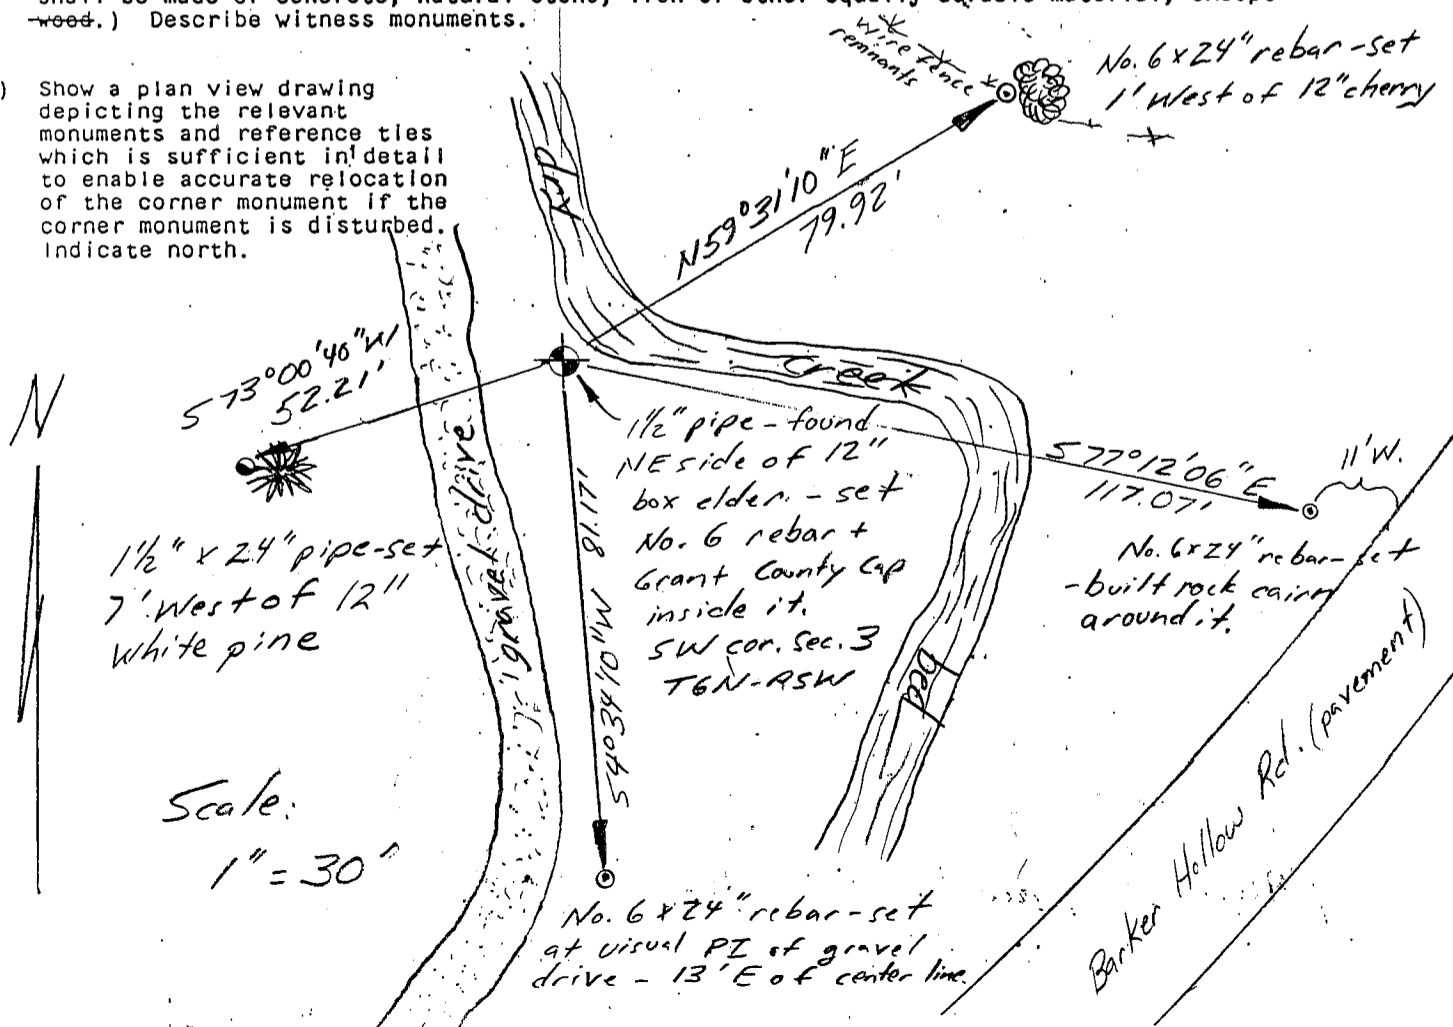 wood.) Describe witness monuments.
) Show a plan view drawing
depicting the relevant
monuments and reference ties
which is sufficient in detail
to enable accurate relocation
of the corner monument if the
corner monument is disturbed.
Indicate north.
wire fence
remnants
No. 6 x 24" rebar-set
1' West of 12" cherry
dry
N59°31'10"E
79.92'
S73°00'40"W
52.21'
N
creek
1½" pipe-found
NE side of 12"
box elder. - set
No. 6 rebar +
Grant County Cap
inside it.
SW cor. Sec. 3
T6N-R5W
S77°12'06"E
117.07'
11'W.
No. 6x24" rebar-set
-built rock cairn
around it.
1½" x 24" pipe-set
7' West of 12"
White pine
gravel drive
S4°34'10"W 81.17'
bed
Scale:
1" = 30'
No. 6 x 24" rebar-set
at visual PI of gravel
drive - 13' E of center line.
Barker Hollow Rd. (pavement)